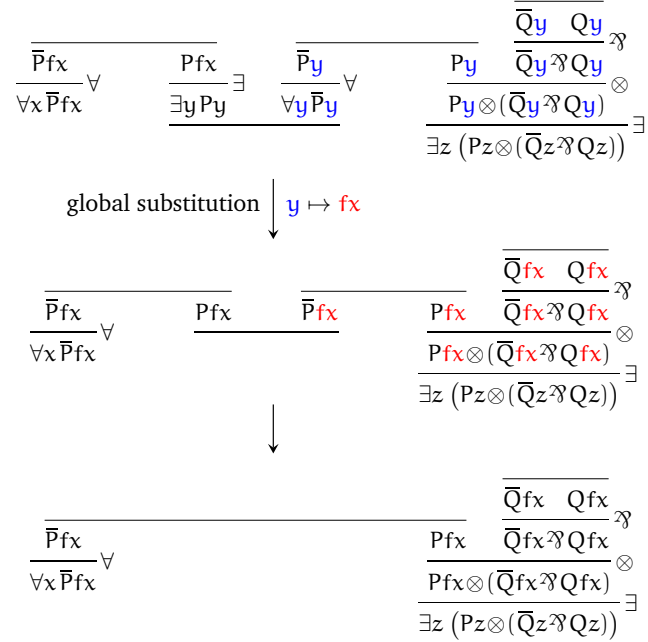 Q̅y Qy
⅋
P̅fx Pfx P̅y Py Q̅y⅋Qy
∀ ∃ ∀ ⊗
∀x P̅fx ∃y Py ∀y P̅y Py⊗(Q̅y⅋Qy)
∃
∃z (Pz⊗(Q̅z⅋Qz))
global substitution y ↦ fx
Q̅fx Qfx
⅋
P̅fx Pfx P̅fx Pfx Q̅fx⅋Qfx
∀ ⊗
∀x P̅fx Pfx⊗(Q̅fx⅋Qfx)
∃
∃z (Pz⊗(Q̅z⅋Qz))
Q̅fx Qfx
⅋
P̅fx Pfx Q̅fx⅋Qfx
∀ ⊗
∀x P̅fx Pfx⊗(Q̅fx⅋Qfx)
∃
∃z (Pz⊗(Q̅z⅋Qz))